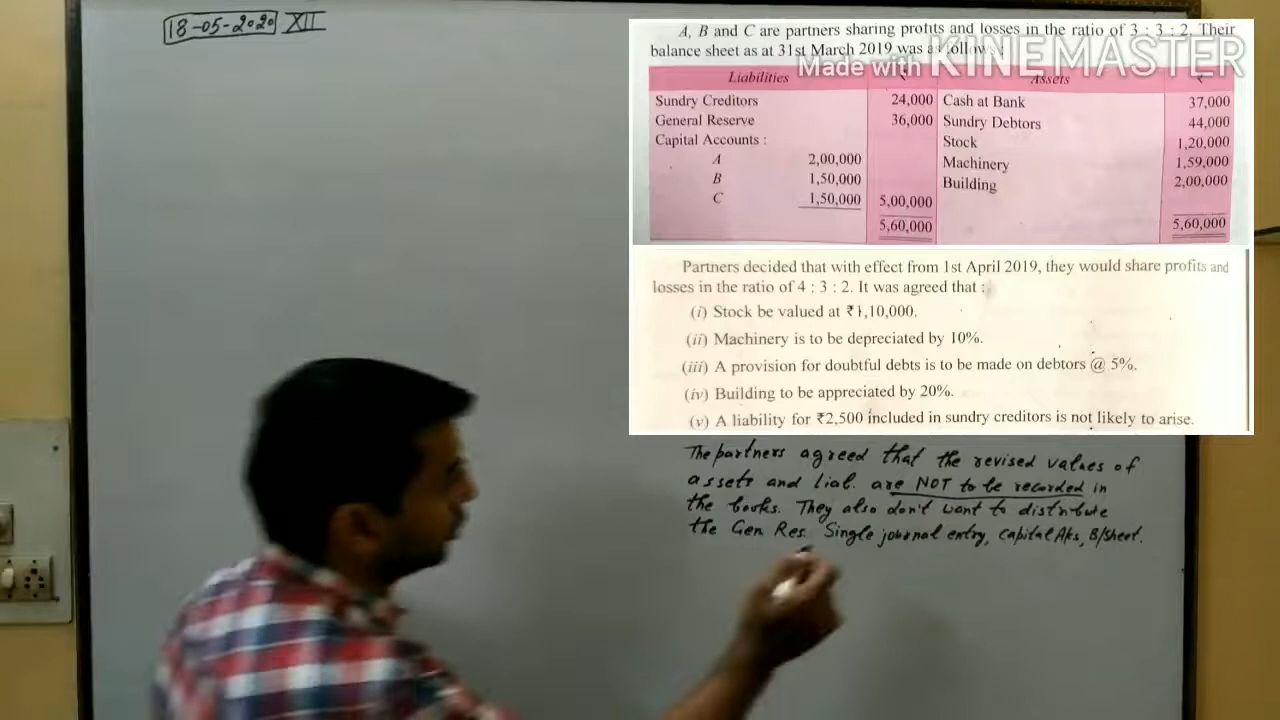 18-05-2020 XII
A, B and C are partners sharing profits and losses in the ratio of 3 : 3 : 2. Their
balance sheet as at 31st March 2019 was as follows
Made with KINEMASTER
Liabilities ₹ Assets ₹
Sundry Creditors 24,000 Cash at Bank 37,000
General Reserve 36,000 Sundry Debtors 44,000
Capital Accounts : Stock 1,20,000
A 2,00,000 Machinery 1,59,000
B 1,50,000 Building 2,00,000
C 1,50,000 5,00,000
5,60,000 5,60,000
Partners decided that with effect from 1st April 2019, they would share profits and
losses in the ratio of 4 : 3 : 2. It was agreed that :
(i) Stock be valued at ₹1,10,000.
(ii) Machinery is to be depreciated by 10%.
(iii) A provision for doubtful debts is to be made on debtors @ 5%.
(iv) Building to be appreciated by 20%.
(v) A liability for ₹2,500 included in sundry creditors is not likely to arise.
The partners agreed that the revised values of
assets and Liab. are NOT to be recorded in
the books. They also don't want to distribute
the Gen Res. Single journal entry, Capital A/cs, B/Sheet.